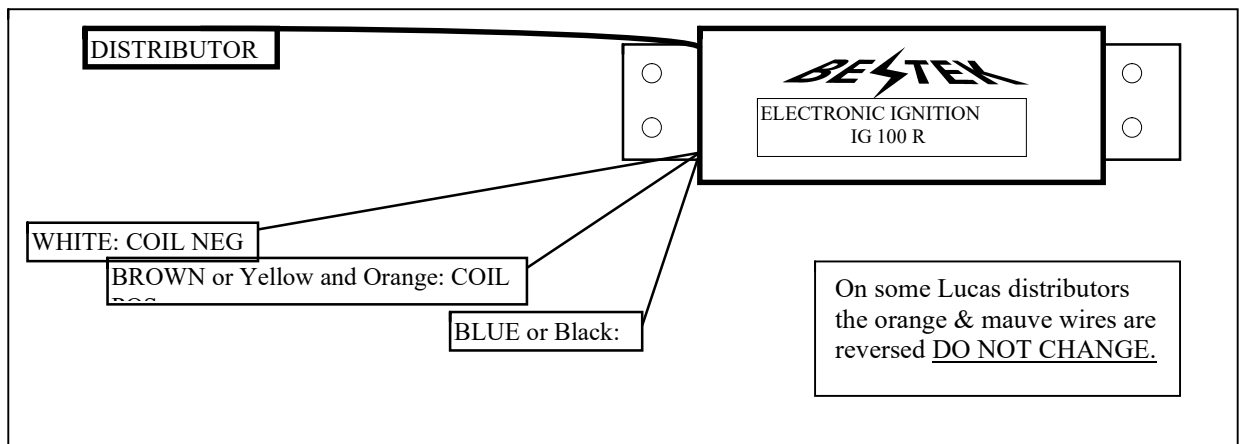 DISTRIBUTOR
BESTEK
ELECTRONIC IGNITION
IG 100 R
WHITE: COIL NEG
BROWN or Yellow and Orange: COIL
BLUE or Black:
On some Lucas distributors
the orange & mauve wires are
reversed DO NOT CHANGE.